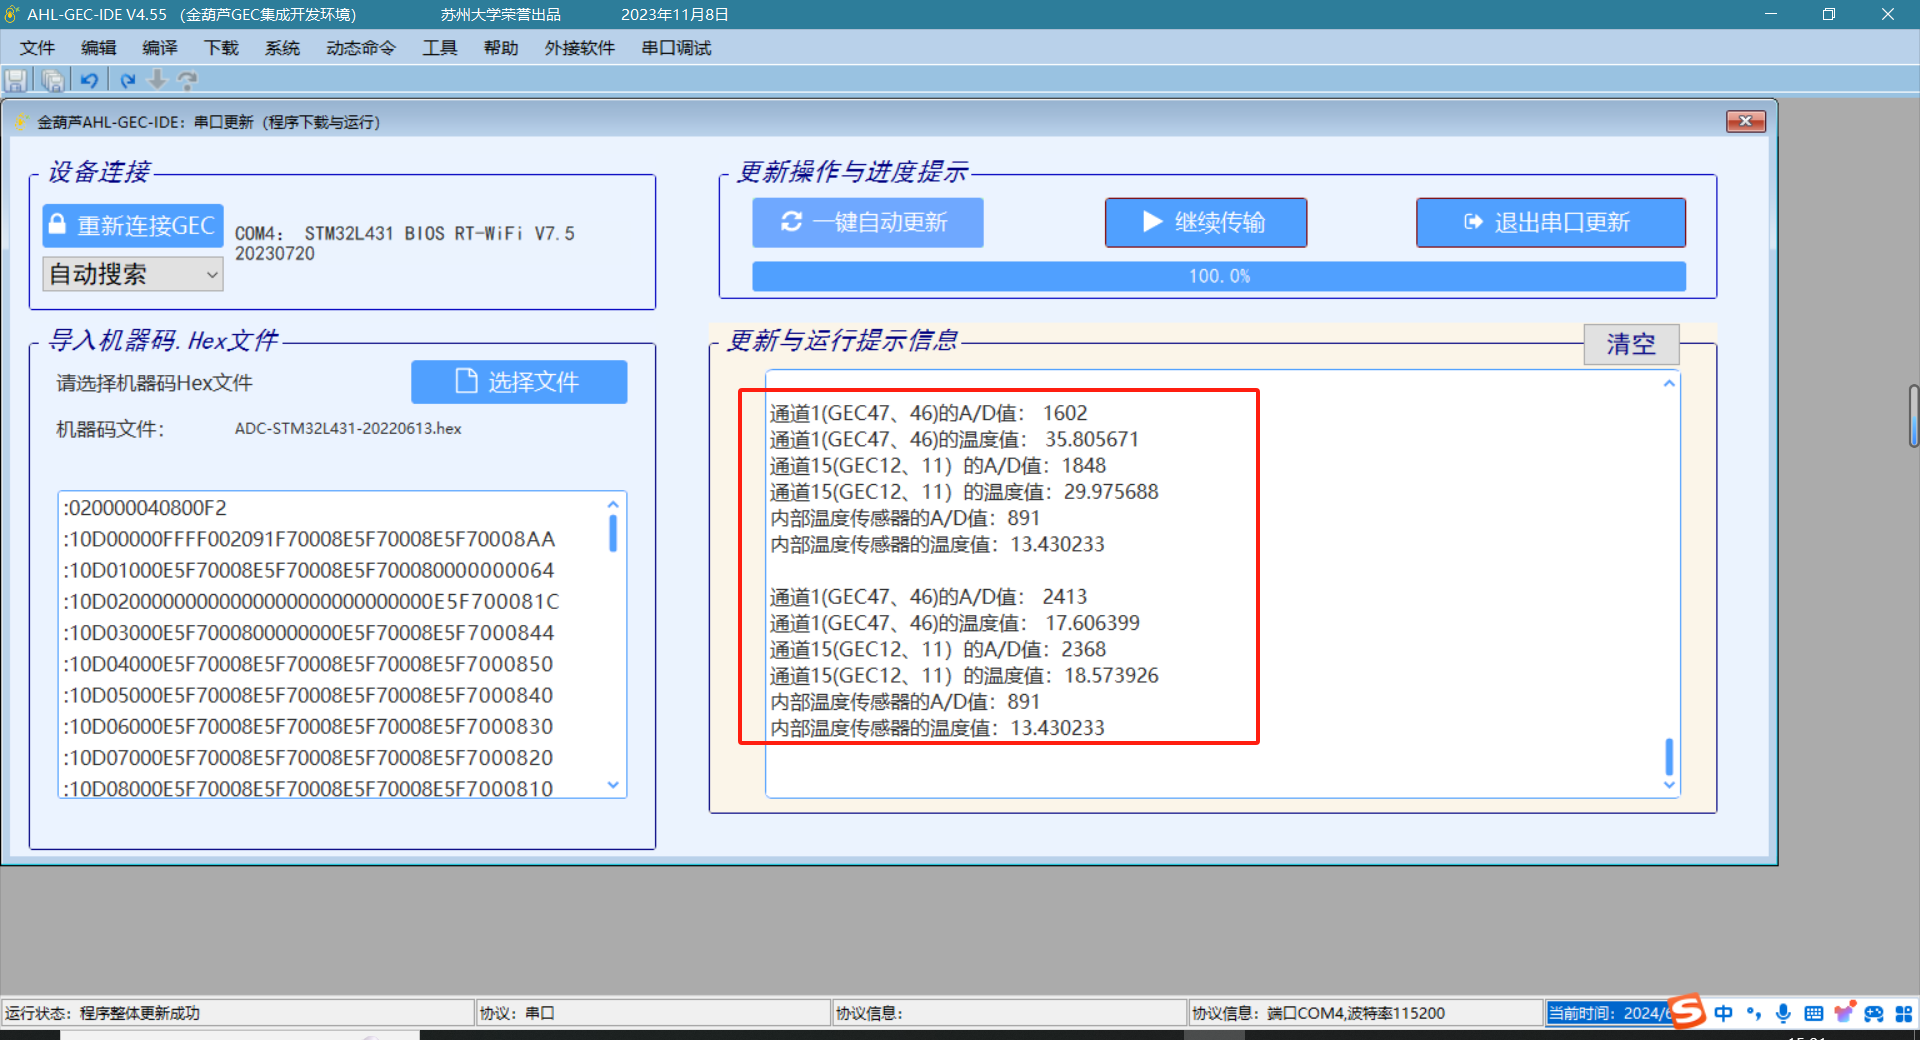 AHL-GEC-IDE V4.55 （金葫芦GEC集成开发环境）
苏州大学荣誉出品
2023年11月8日
文件 编辑 编译 下载 系统 动态命令 工具 帮助 外接软件 串口调试
金葫芦AHL-GEC-IDE：串口更新（程序下载与运行）
设备连接
重新连接GEC
COM4： STM32L431 BIOS RT-WiFi V7.5
20230720
自动搜索
更新操作与进度提示
一键自动更新
继续传输
退出串口更新
100.0%
导入机器码.Hex文件
请选择机器码Hex文件
选择文件
机器码文件：
ADC-STM32L431-20220613.hex
:020000040800F2
:10D00000FFFF002091F70008E5F70008E5F70008AA
:10D01000E5F70008E5F70008E5F700080000000064
:10D02000000000000000000000000000E5F700081C
:10D03000E5F7000800000000E5F70008E5F7000844
:10D04000E5F70008E5F70008E5F70008E5F7000850
:10D05000E5F70008E5F70008E5F70008E5F7000840
:10D06000E5F70008E5F70008E5F70008E5F7000830
:10D07000E5F70008E5F70008E5F70008E5F7000820
:10D08000E5F70008E5F70008E5F70008E5F7000810
更新与运行提示信息
清空
通道1(GEC47、46)的A/D值： 1602
通道1(GEC47、46)的温度值： 35.805671
通道15(GEC12、11）的A/D值：1848
通道15(GEC12、11）的温度值：29.975688
内部温度传感器的A/D值：891
内部温度传感器的温度值：13.430233
通道1(GEC47、46)的A/D值： 2413
通道1(GEC47、46)的温度值： 17.606399
通道15(GEC12、11）的A/D值：2368
通道15(GEC12、11）的温度值：18.573926
内部温度传感器的A/D值：891
内部温度传感器的温度值：13.430233
运行状态：程序整体更新成功
协议：串口
协议信息：
协议信息：端口COM4,波特率115200
当前时间：2024/
中